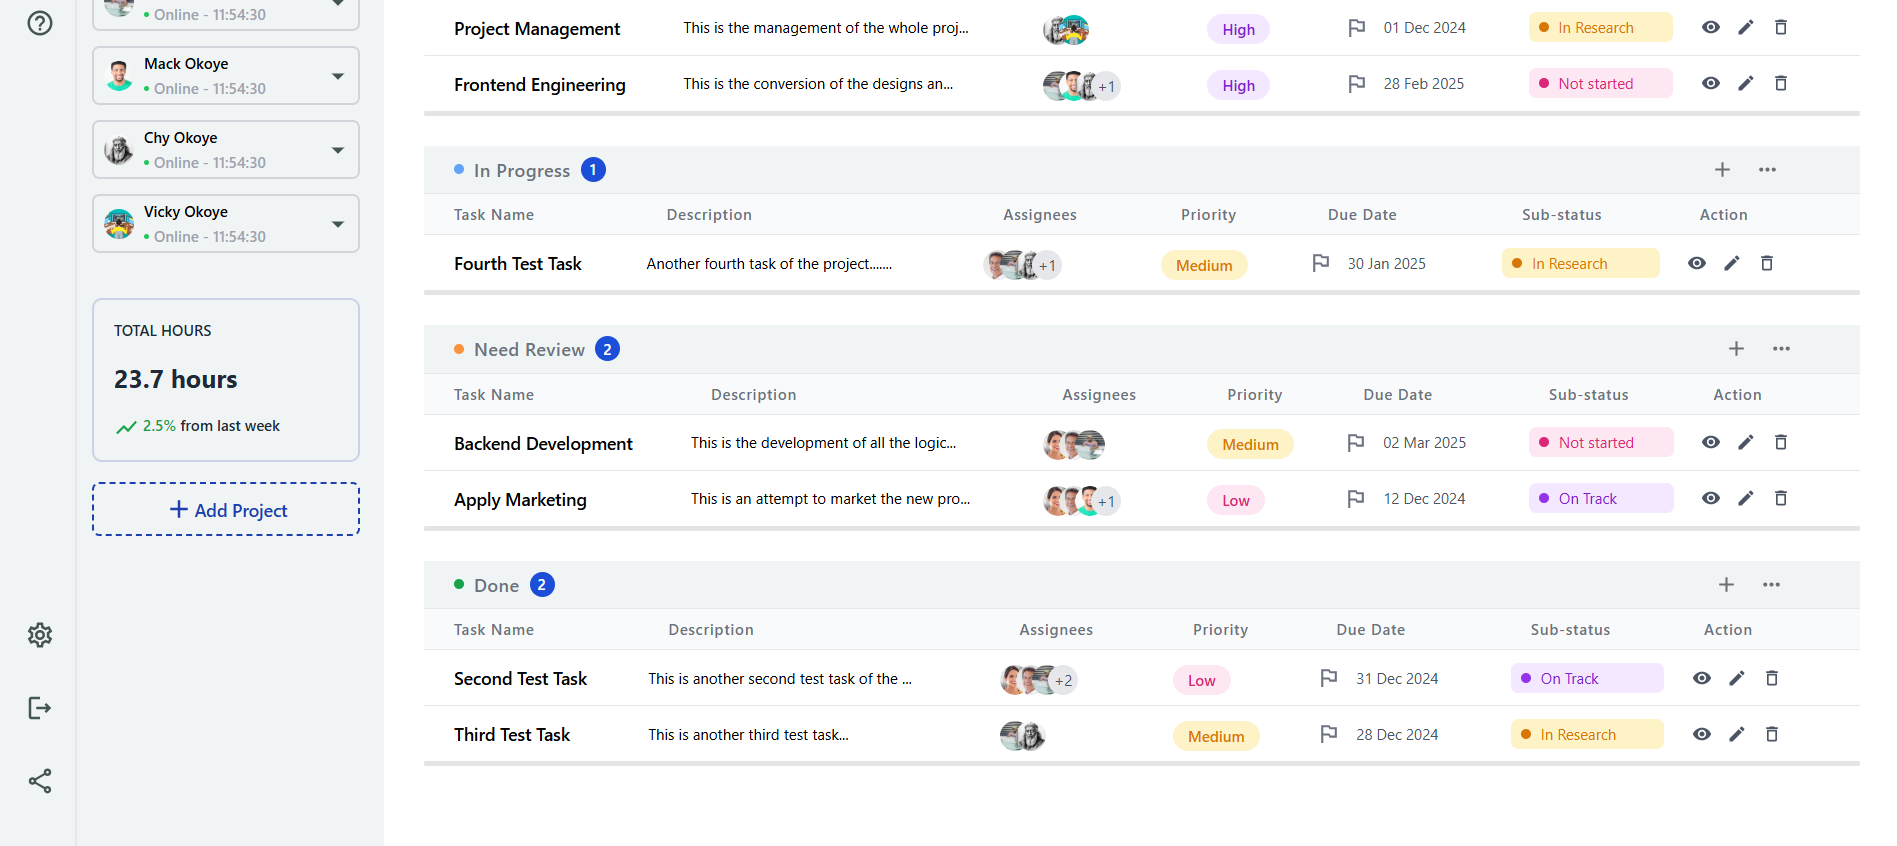 Online - 11:54:30
Mack Okoye
Online - 11:54:30
Chy Okoye
Online - 11:54:30
Vicky Okoye
Online - 11:54:30
TOTAL HOURS
23.7 hours
2.5% from last week
+ Add Project
Project Management This is the management of the whole proj... High 01 Dec 2024 In Research
Frontend Engineering This is the conversion of the designs an... +1 High 28 Feb 2025 Not started
In Progress 1
Task Name Description Assignees Priority Due Date Sub-status Action
Fourth Test Task Another fourth task of the project....... +1 Medium 30 Jan 2025 In Research
Need Review 2
Task Name Description Assignees Priority Due Date Sub-status Action
Backend Development This is the development of all the logic... Medium 02 Mar 2025 Not started
Apply Marketing This is an attempt to market the new pro... +1 Low 12 Dec 2024 On Track
Done 2
Task Name Description Assignees Priority Due Date Sub-status Action
Second Test Task This is another second test task of the ... +2 Low 31 Dec 2024 On Track
Third Test Task This is another third test task... Medium 28 Dec 2024 In Research